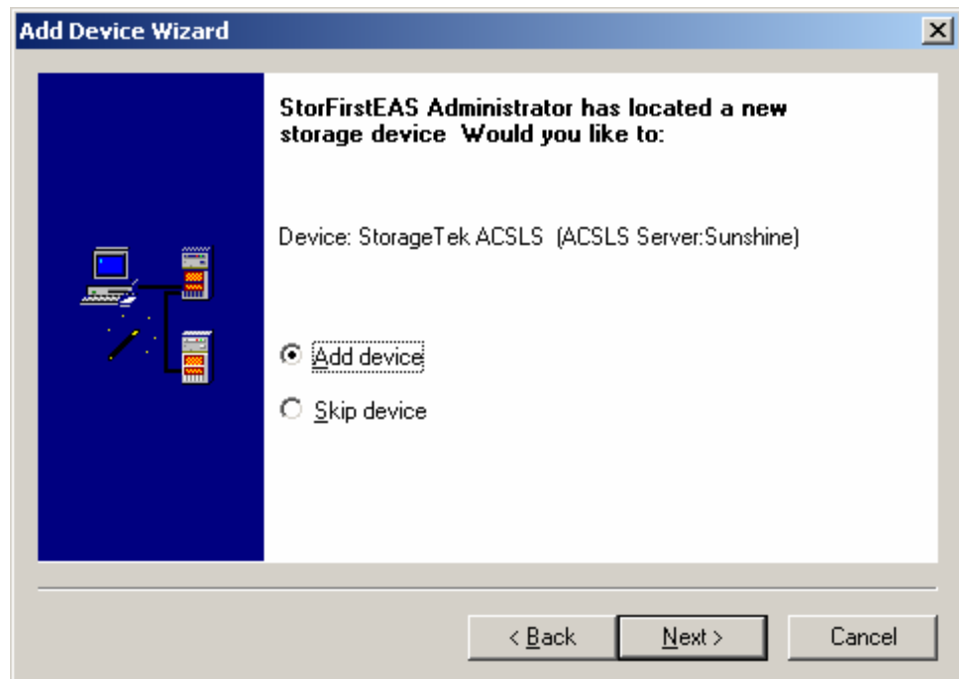 Add Device Wizard
StorFirstEAS Administrator has located a new
storage device  Would you like to:
Device: StorageTek ACSLS  (ACSLS Server:Sunshine)
Add device
Skip device
< Back
Next >
Cancel